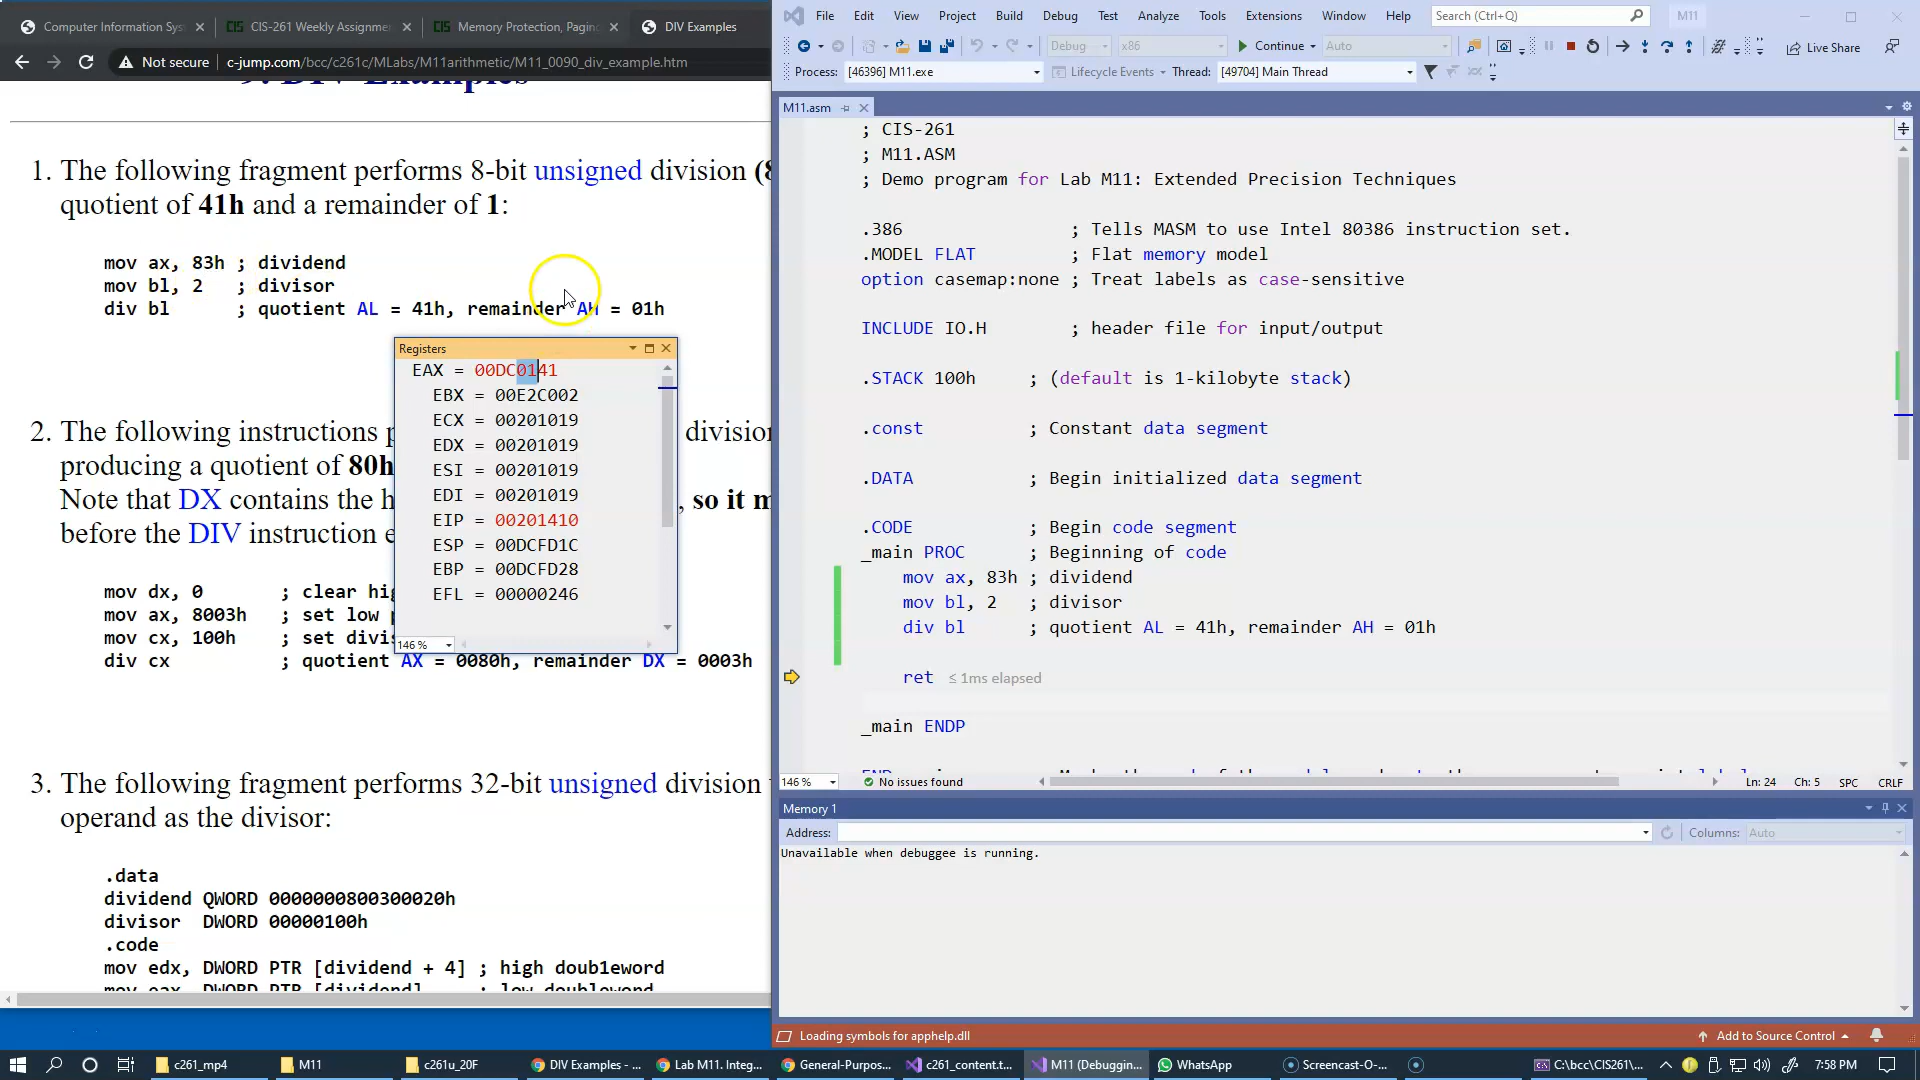 Computer Information Sys
CIS-261 Weekly Assignme
Memory Protection, Pagin
DIV Examples
Not secure
c-jump.com/bcc/c261c/MLabs/M11arithmetic/M11_0090_div_example.htm
DIV Examples
1. The following fragment performs 8-bit unsigned division (8
quotient of 41h and a remainder of 1:
mov ax, 83h ; dividend
mov bl, 2 ; divisor
div bl ; quotient AL = 41h, remainder AH = 01h
2. The following instructions
division
producing a quotient of 80h
Note that DX contains the h
, so it m
before the DIV instruction e
mov dx, 0 ; clear hig
mov ax, 8003h ; set low p
mov cx, 100h ; set divis
div cx ; quotient AX = 0080h, remainder DX = 0003h
3. The following fragment performs 32-bit unsigned division
operand as the divisor:
.data
dividend QWORD 0000000800300020h
divisor DWORD 00000100h
.code
mov edx, DWORD PTR [dividend + 4] ; high doub1eword
mov eax, DWORD PTR [dividend] ; low doubleword
Registers
EAX = 00DC0141
EBX = 00E2C002
ECX = 00201019
EDX = 00201019
ESI = 00201019
EDI = 00201019
EIP = 00201410
ESP = 00DCFD1C
EBP = 00DCFD28
EFL = 00000246
146 %
File Edit View Project Build Debug Test Analyze Tools Extensions Window Help Search (Ctrl+Q) M11
Debug x86 Continue Auto Live Share
Process: [46396] M11.exe Lifecycle Events Thread: [49704] Main Thread
M11.asm
; CIS-261
; M11.ASM
; Demo program for Lab M11: Extended Precision Techniques
.386 ; Tells MASM to use Intel 80386 instruction set.
.MODEL FLAT ; Flat memory model
option casemap:none ; Treat labels as case-sensitive
INCLUDE IO.H ; header file for input/output
.STACK 100h ; (default is 1-kilobyte stack)
.const ; Constant data segment
.DATA ; Begin initialized data segment
.CODE ; Begin code segment
_main PROC ; Beginning of code
mov ax, 83h ; dividend
mov bl, 2 ; divisor
div bl ; quotient AL = 41h, remainder AH = 01h
ret ≤ 1ms elapsed
_main ENDP
146 % No issues found Ln: 24 Ch: 5 SPC CRLF
Memory 1
Address: Columns: Auto
Unavailable when debuggee is running.
Loading symbols for apphelp.dll Add to Source Control
c261_mp4 M11 c261u_20F DIV Examples - ... Lab M11. Integ... General-Purpos... c261_content.t... M11 (Debuggin... WhatsApp Screencast-O-... C:\bcc\CIS261\... 7:58 PM